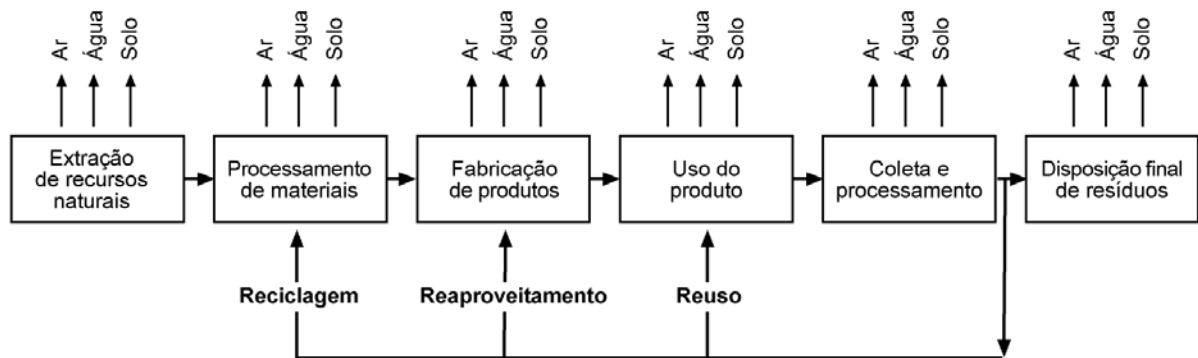 Ar Água Solo
Ar Água Solo
Ar Água Solo
Ar Água Solo
Ar Água Solo
Ar Água Solo
Extração
de recursos
naturais
Processamento
de materiais
Fabricação
de produtos
Uso do
produto
Coleta e
processamento
Disposição final
de resíduos
Reciclagem
Reaproveitamento
Reuso